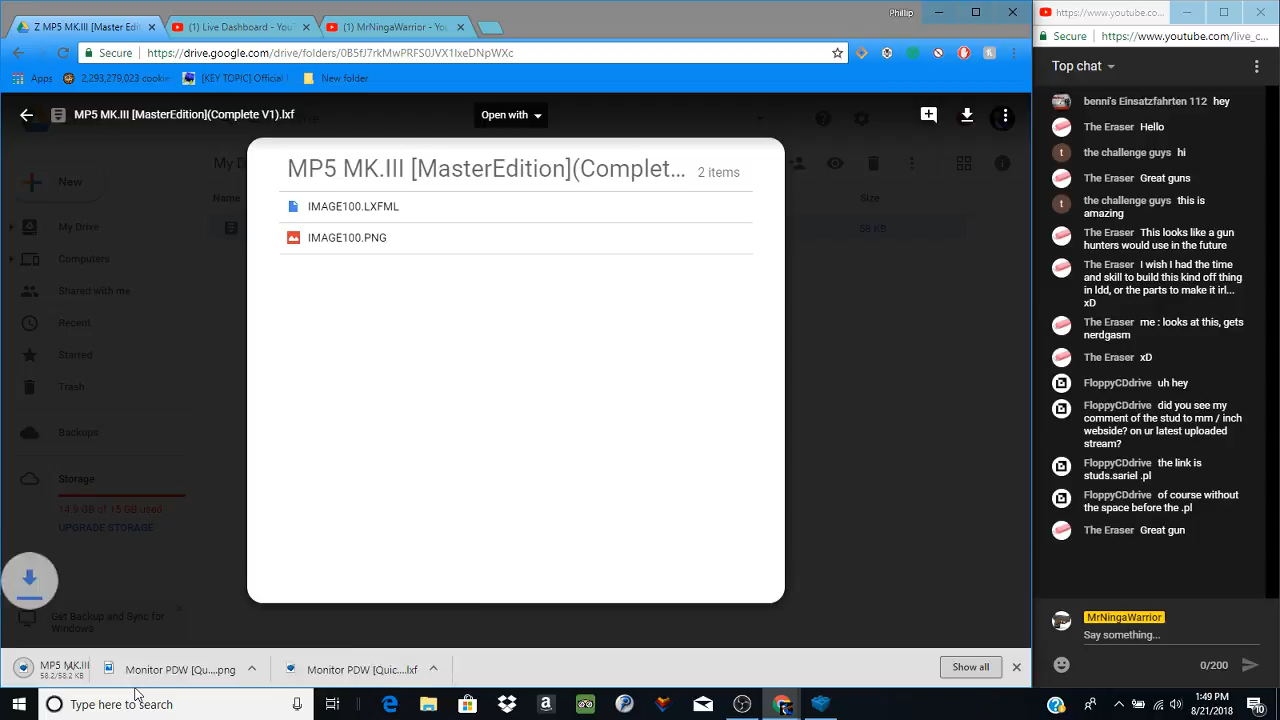 Phillip
Z MP5 MK.III [Master Edi
(1) Live Dashboard - YouT
(1) MrNingaWarrior - You
https://www.youtube.co...
Secure
https://drive.google.com/drive/folders/0B5fJ7rkMwPRFS0JVX1IxeDNpWXc
Secure
https://www.youtube.com/live_c...
Apps
2,293,279,023 cookie
[KEY TOPIC] Official
New folder
Top chat
MP5 MK.III [MasterEdition](Complete V1).lxf
Open with
MP5 MK.III [MasterEdition](Complet...
2 items
IMAGE100.LXFML
IMAGE100.PNG
New
My D
Name
Size
58 KB
My Drive
Computers
Shared with me
Recent
Starred
Trash
Backups
Storage
14.9 GB of 15 GB used
UPGRADE STORAGE
Get Backup and Sync for
Windows
benni's Einsatzfahrten 112 hey
The Eraser Hello
the challenge guys hi
The Eraser Great guns
the challenge guys this is
amazing
The Eraser This looks like a gun
hunters would use in the future
The Eraser I wish I had the time
and skill to build this kind off thing
in ldd, or the parts to make it irl...
xD
The Eraser me : looks at this, gets
nerdgasm
The Eraser xD
FloppyCDdrive uh hey
FloppyCDdrive did you see my
comment of the stud to mm / inch
webside? on ur latest uploaded
stream?
FloppyCDdrive the link is
studs.sariel .pl
FloppyCDdrive of course without
the space before the .pl
The Eraser Great gun
MrNingaWarrior
Say something...
0/200
MP5 MK.III
58.2/58.2 KB
Monitor PDW [Qu....png
Monitor PDW [Quic....lxf
Show all
Type here to search
1:49 PM
8/21/2018